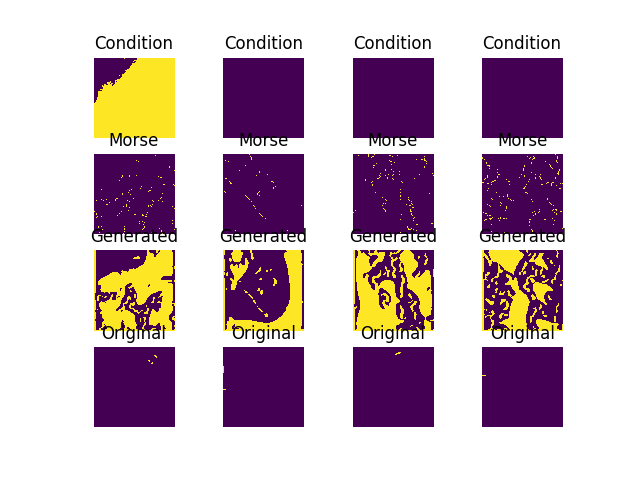 Condition Condition Condition Condition
Morse Morse Morse Morse
Generated Generated Generated Generated
Original Original Original Original